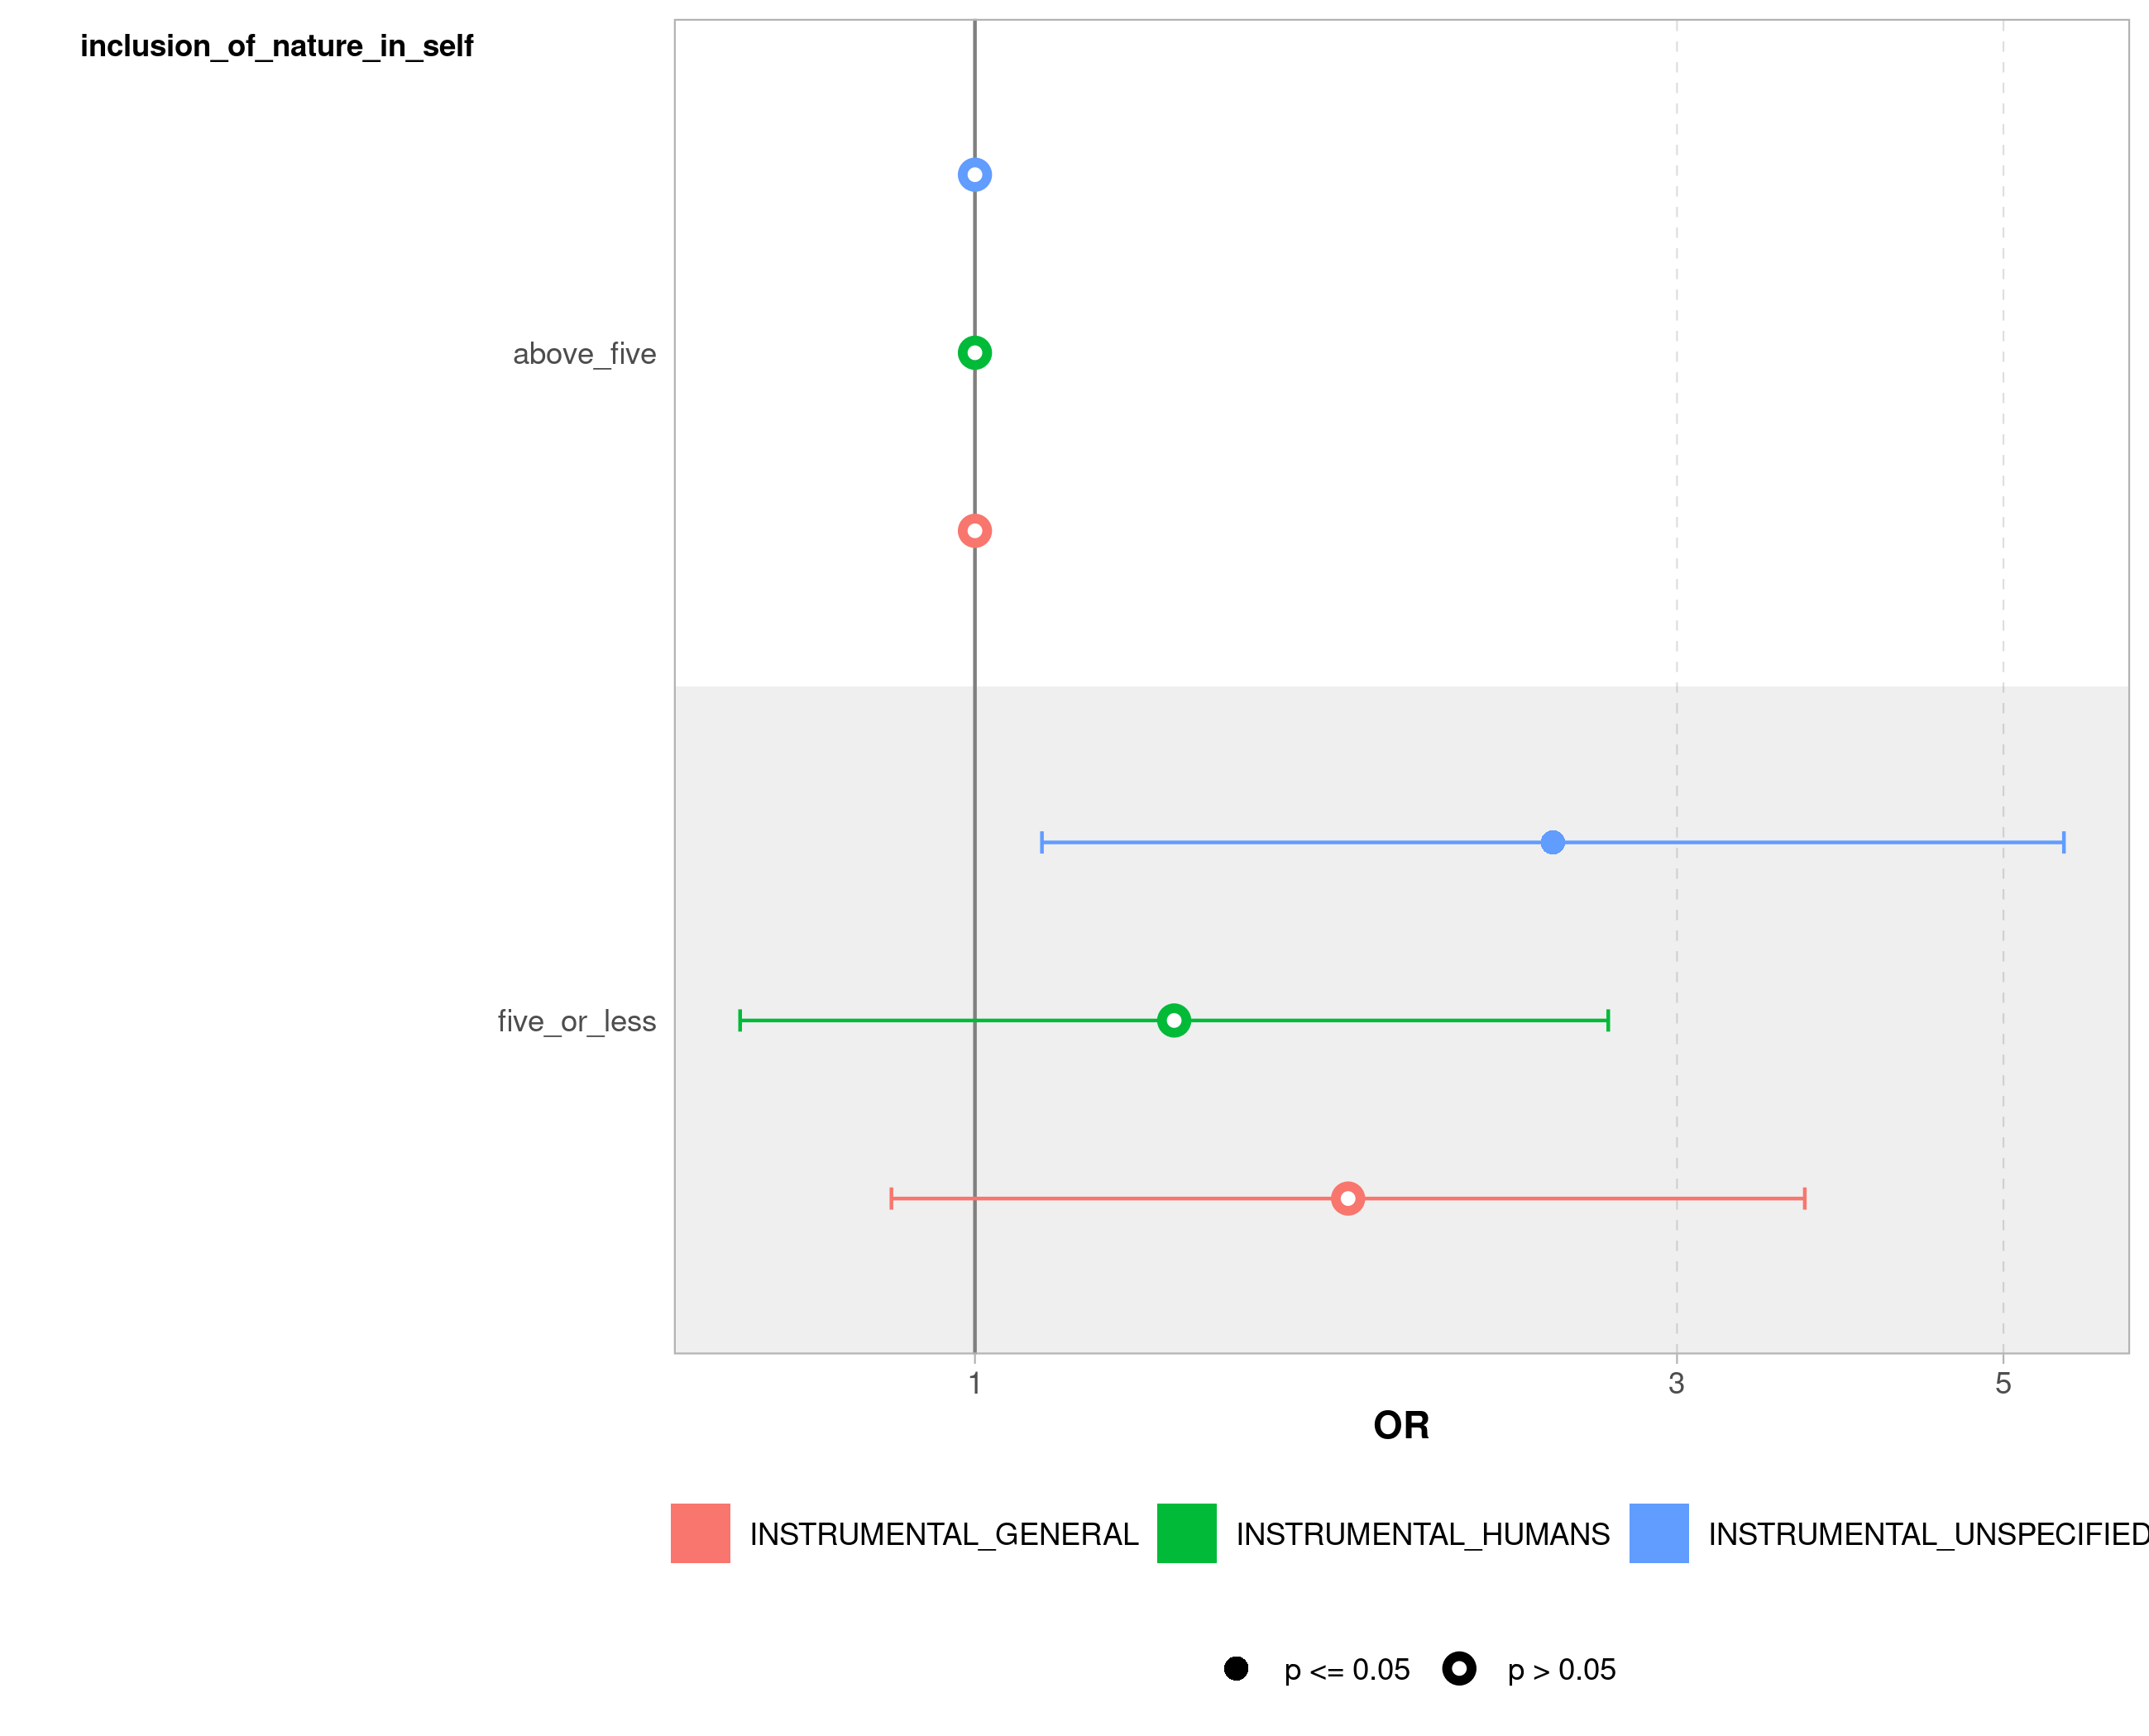 inclusion_of_nature_in_self
above_five
five_or_less
1 3 5
OR
INSTRUMENTAL_GENERAL INSTRUMENTAL_HUMANS INSTRUMENTAL_UNSPECIFIED
p <= 0.05 p > 0.05